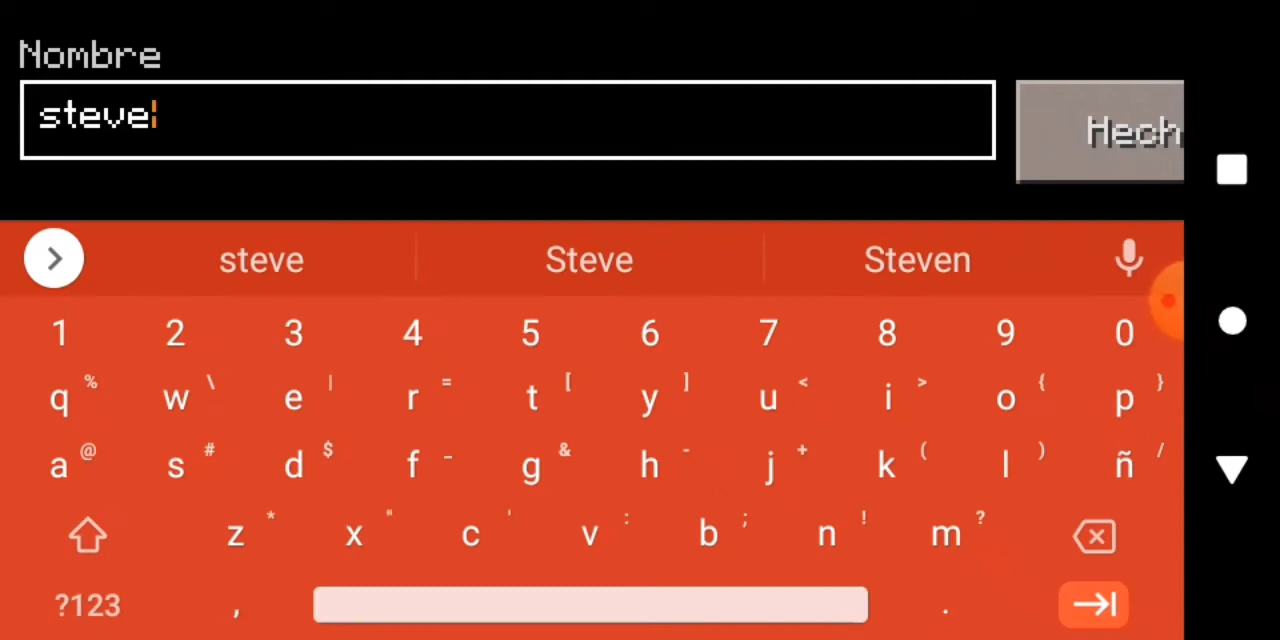 Nombre
steve
Hech
steve Steve Steven
1 2 3 4 5 6 7 8 9 0
q % w \ e | r = t [ y ] u < i > o { p }
a @ s # d $ f _ g & h - j + k ( l ) ñ /
z * x " c ' v : b ; n ! m ?
?123 , .